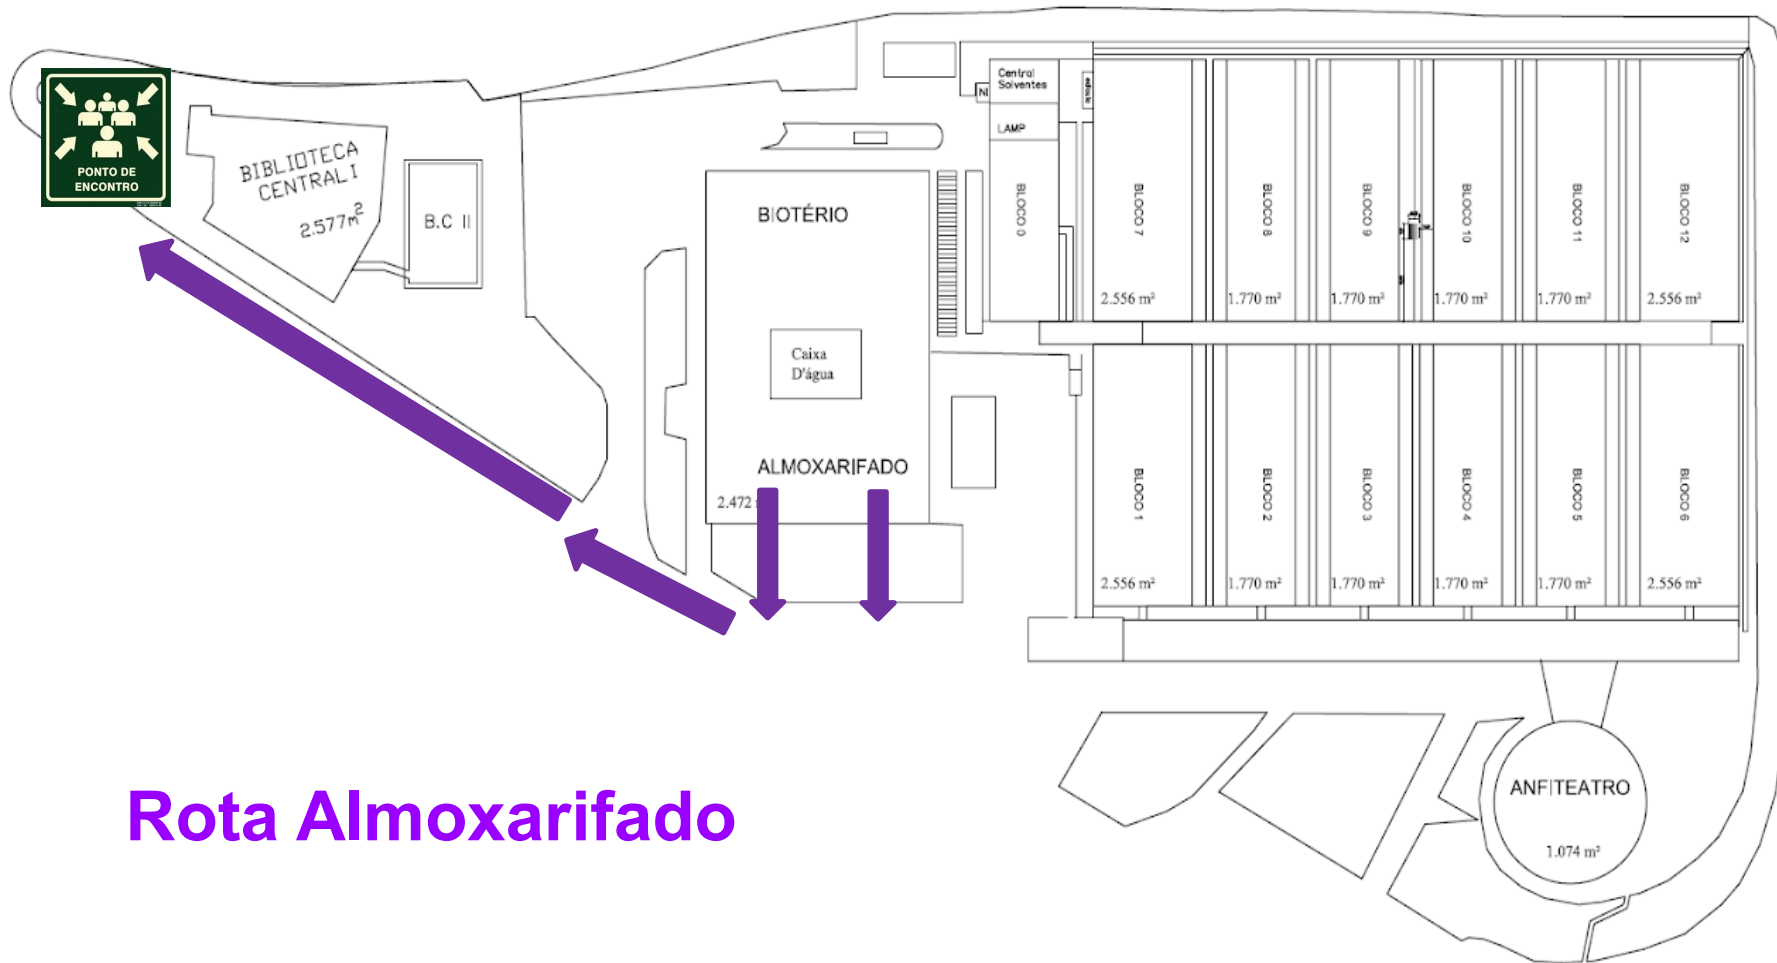 PONTO DE
ENCONTRO
BIBLIOTECA
CENTRAL I
2.577m²
B.C II
BIOTÉRIO
Caixa
D'água
ALMOXARIFADO
2.472
Central
Solventes
NI
LAMP
BLOCO 0
BLOCO 7
2.556 m²
BLOCO 8
1.770 m²
BLOCO 9
1.770 m²
BLOCO 10
1.770 m²
BLOCO 11
1.770 m²
BLOCO 12
2.556 m²
BLOCO 1
2.556 m²
BLOCO 2
1.770 m²
BLOCO 3
1.770 m²
BLOCO 4
1.770 m²
BLOCO 5
1.770 m²
BLOCO 6
2.556 m²
ANFITEATRO
1.074 m²
Rota Almoxarifado